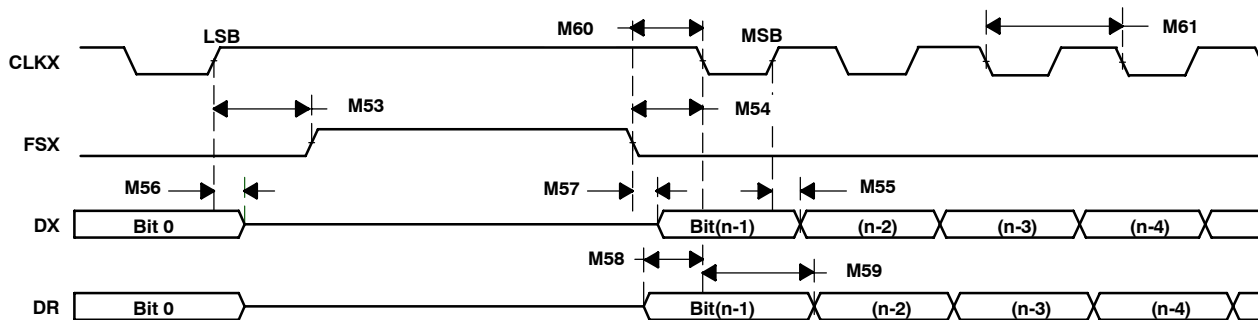 M60 M61
LSB MSB
CLKX
M53 M54
FSX
M56 M57 M55
DX Bit 0 Bit(n-1) (n-2) (n-3) (n-4)
M58 M59
DR Bit 0 Bit(n-1) (n-2) (n-3) (n-4)